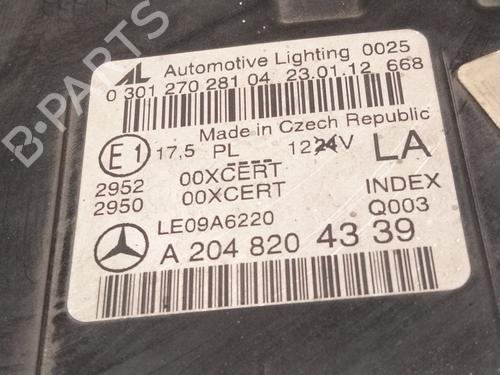 AL Automotive Lighting 0025
0 301 270 281 04 23.01.12 668
Made in Czech Republic
E1 17,5 PL 1224V LA
2952 00XCERT
2950 00XCERT INDEX
LE09A6220 Q003
A 204 820 43 39
B-PARTS